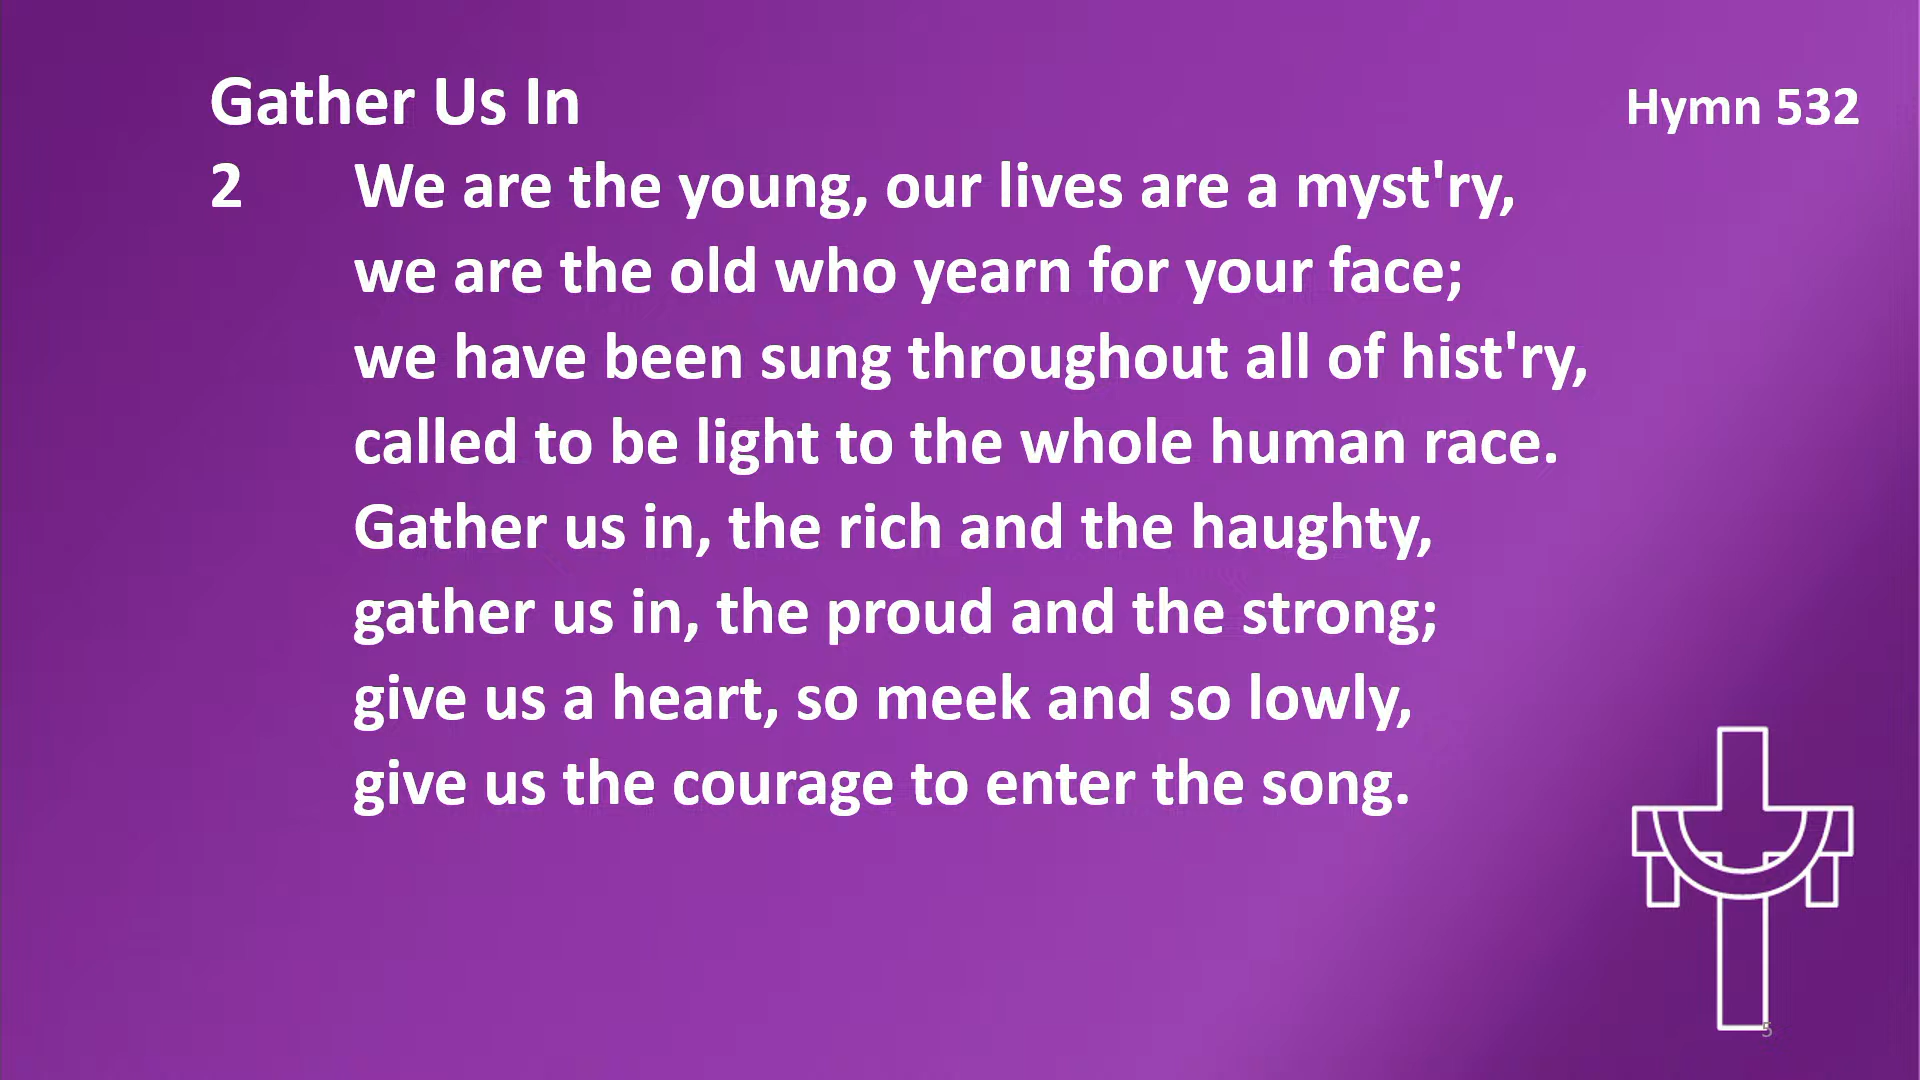 Gather Us In
Hymn 532
2 We are the young, our lives are a myst'ry,
we are the old who yearn for your face;
we have been sung throughout all of hist'ry,
called to be light to the whole human race.
Gather us in, the rich and the haughty,
gather us in, the proud and the strong;
give us a heart, so meek and so lowly,
give us the courage to enter the song.
5